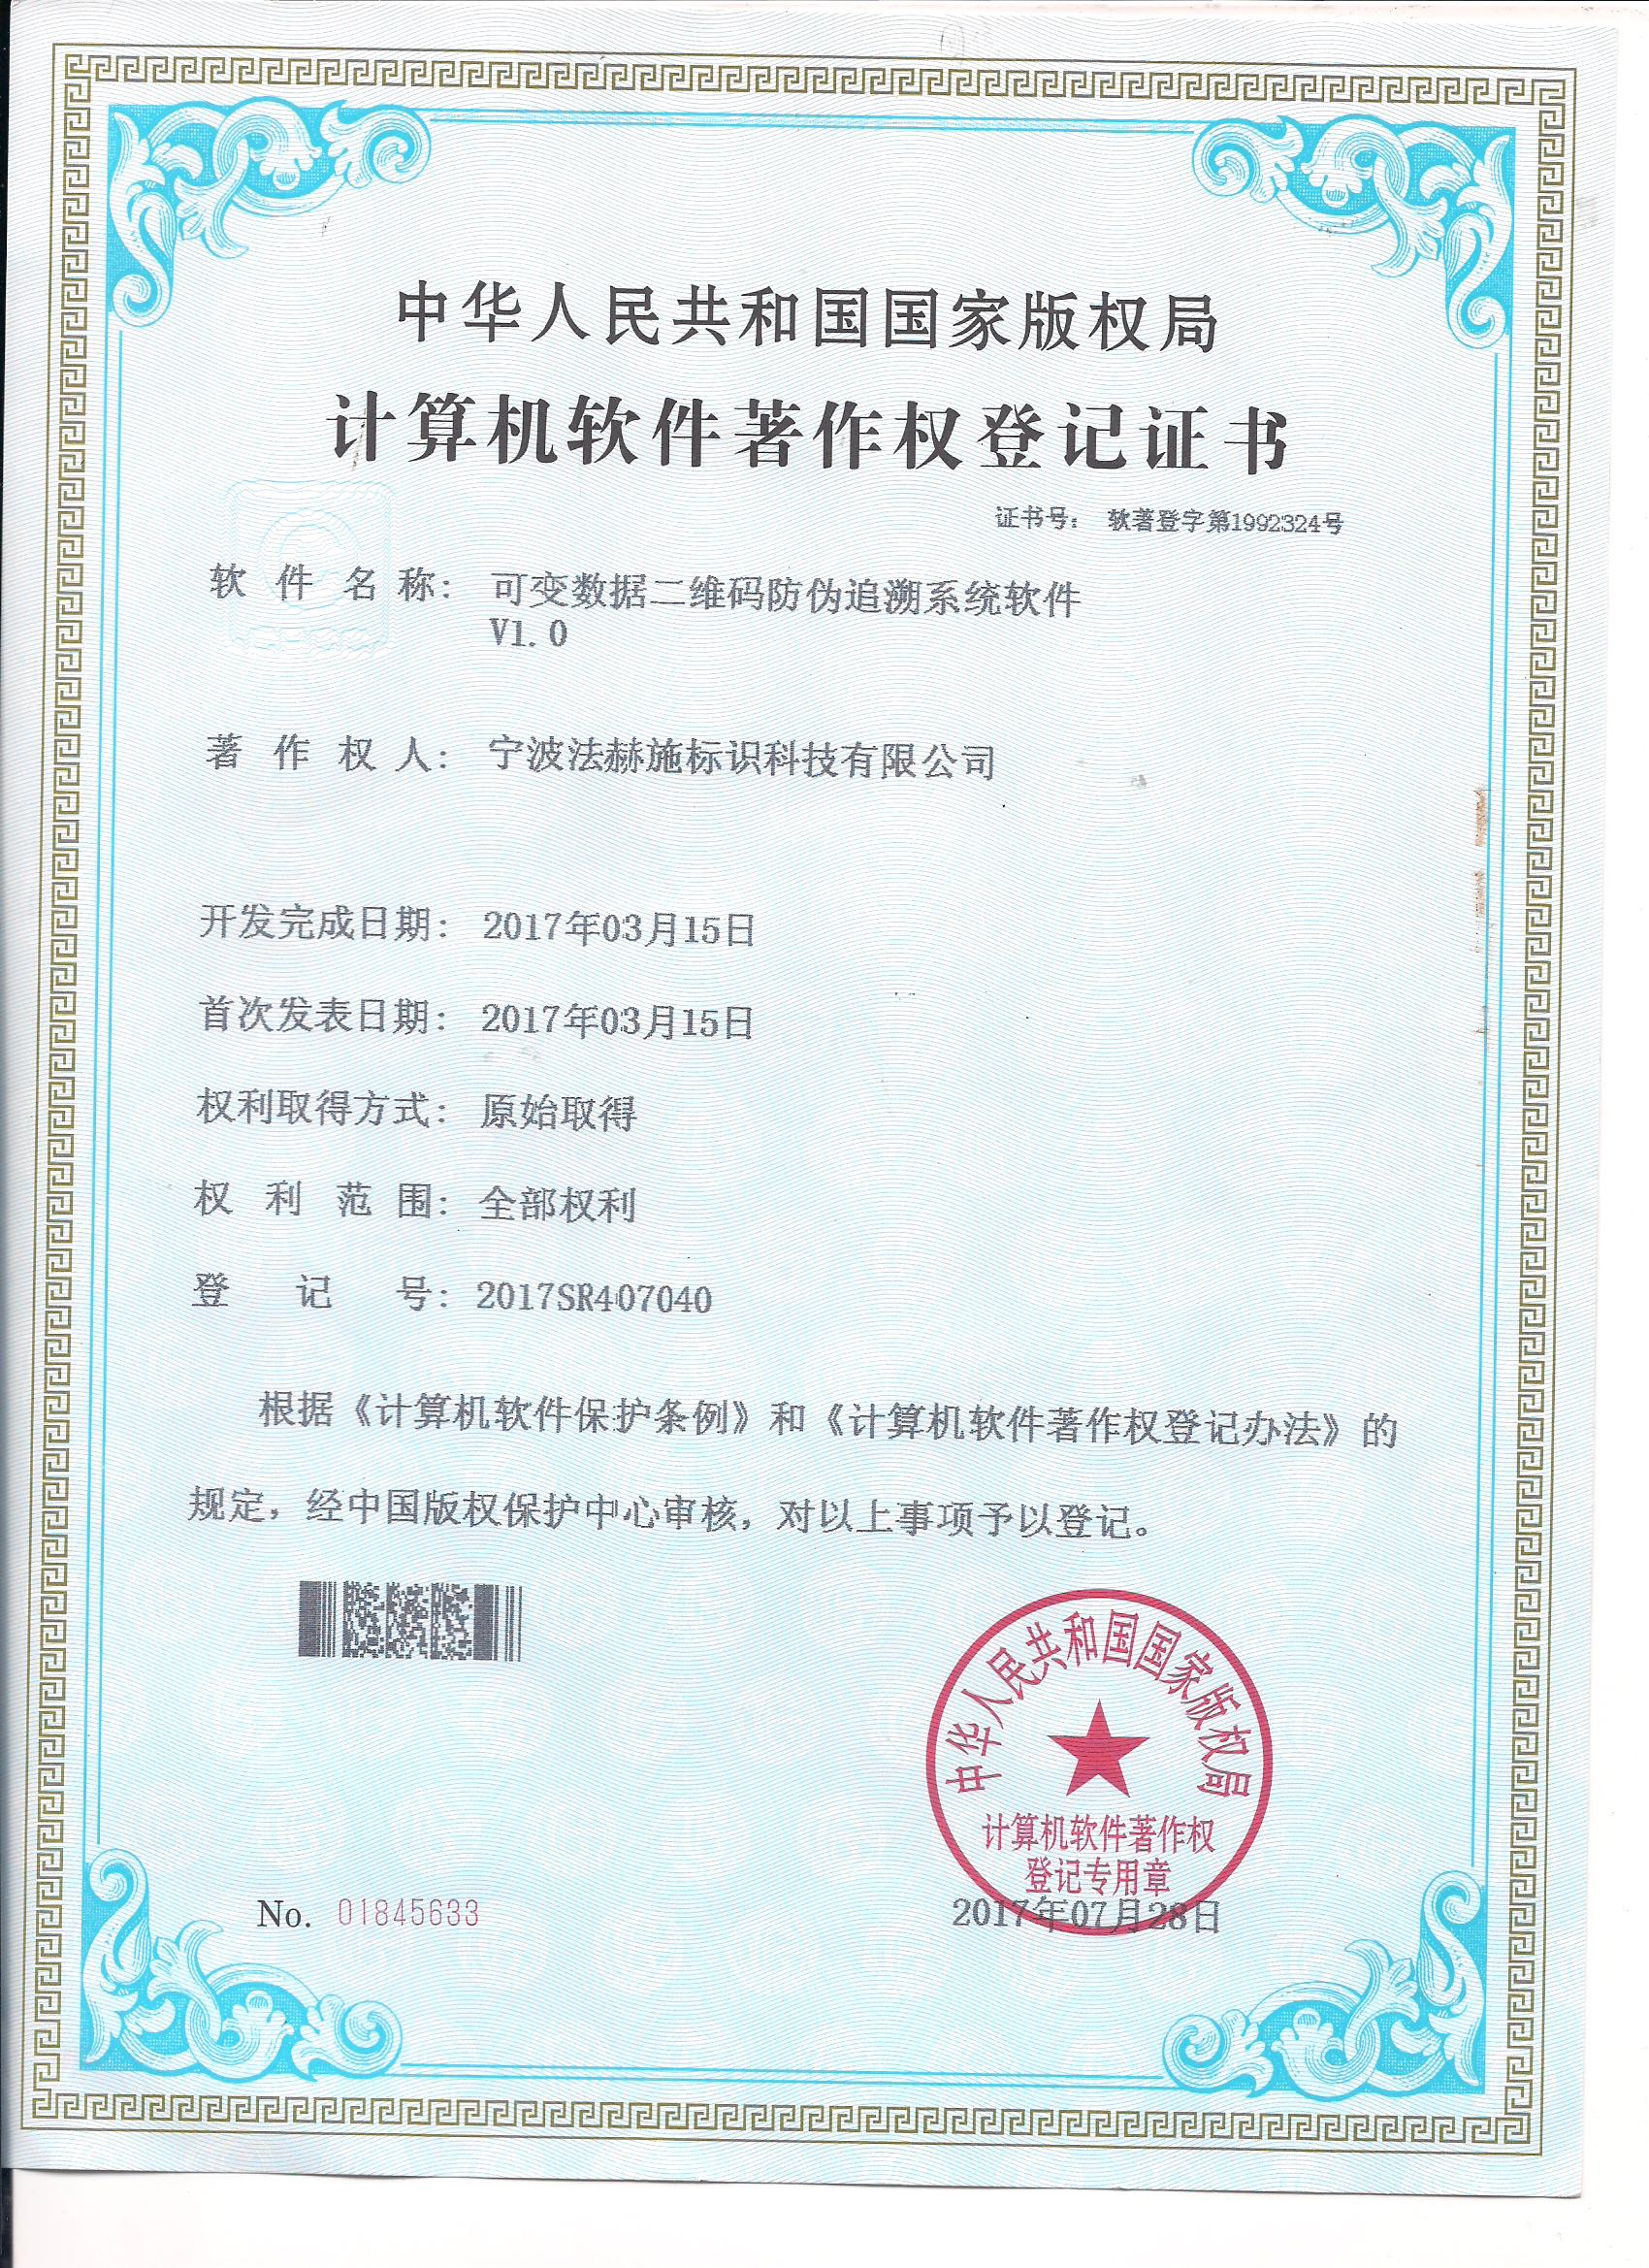 中华人民共和国国家版权局
计算机软件著作权登记证书
证书号： 软著登字第1992324号
软件名称： 可变数据二维码防伪追溯系统软件
V1.0
著作权人： 宁波法赫施标识科技有限公司
开发完成日期： 2017年03月15日
首次发表日期： 2017年03月15日
权利取得方式： 原始取得
权利范围： 全部权利
登记号： 2017SR407040
根据《计算机软件保护条例》和《计算机软件著作权登记办法》的
规定，经中国版权保护中心审核，对以上事项予以登记。
中华人民共和国国家版权局
计算机软件著作权
登记专用章
No. 01845633
2017年07月28日